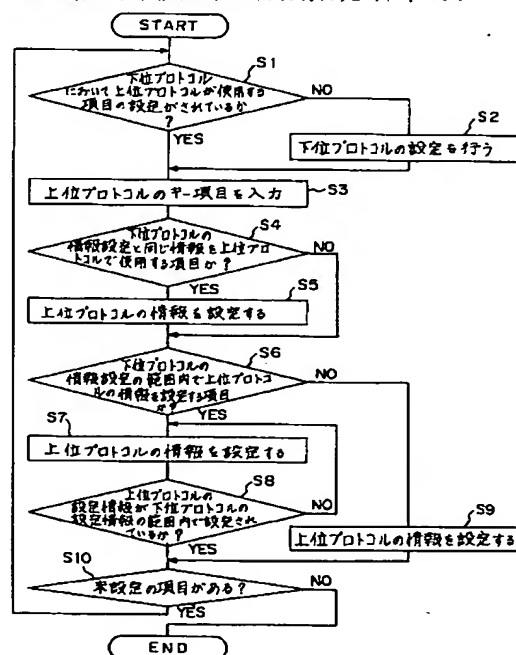 START
S1
下位プロトコル
において上位プロトコルが使用する
項目の設定がされているか
?
NO
YES
S2
下位プロトコルの設定を行う
上位プロトコルのキー項目を入力
S3
S4
下位プロトコルの
情報設定と同じ情報を上位プロ
トコルで使用する項目か?
NO
YES
S5
上位プロトコルの情報を設定する
S6
下位プロトコルの
情報設定の範囲内で上位プロトコ
ルの情報を設定する項目
か?
NO
YES
S7
上位プロトコルの情報を設定する
S8
上位プロトコルの
設定情報が下位プロトコルの
設定情報の範囲内で設定され
ているか?
NO
YES
S9
上位プロトコルの情報を設定する
S10
未設定の項目がある?
NO
YES
END